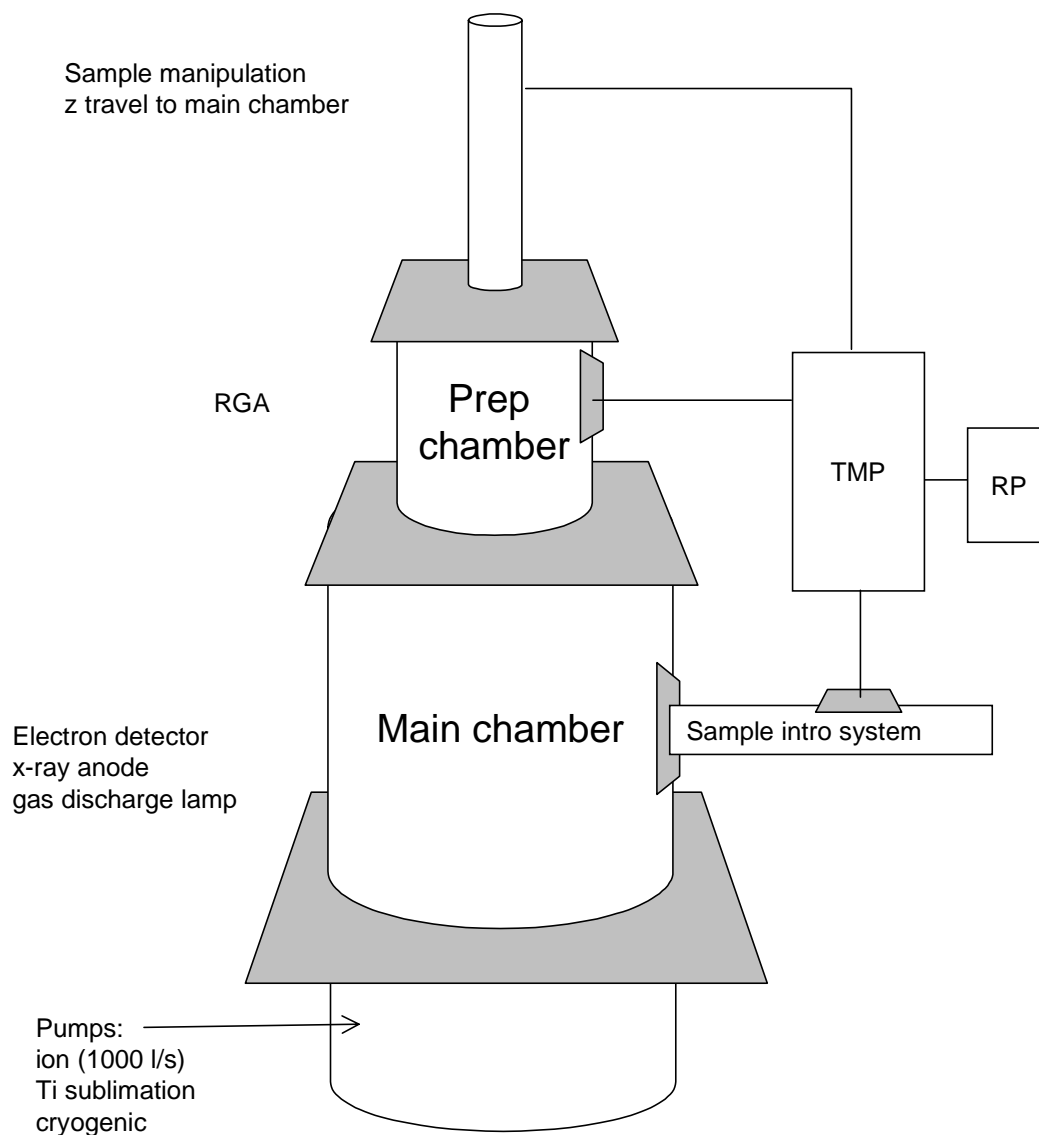 Sample manipulation
z travel to main chamber
RGA
Prep
chamber
TMP
RP
Main chamber
Sample intro system
Electron detector
x-ray anode
gas discharge lamp
Pumps:
ion (1000 l/s)
Ti sublimation
cryogenic